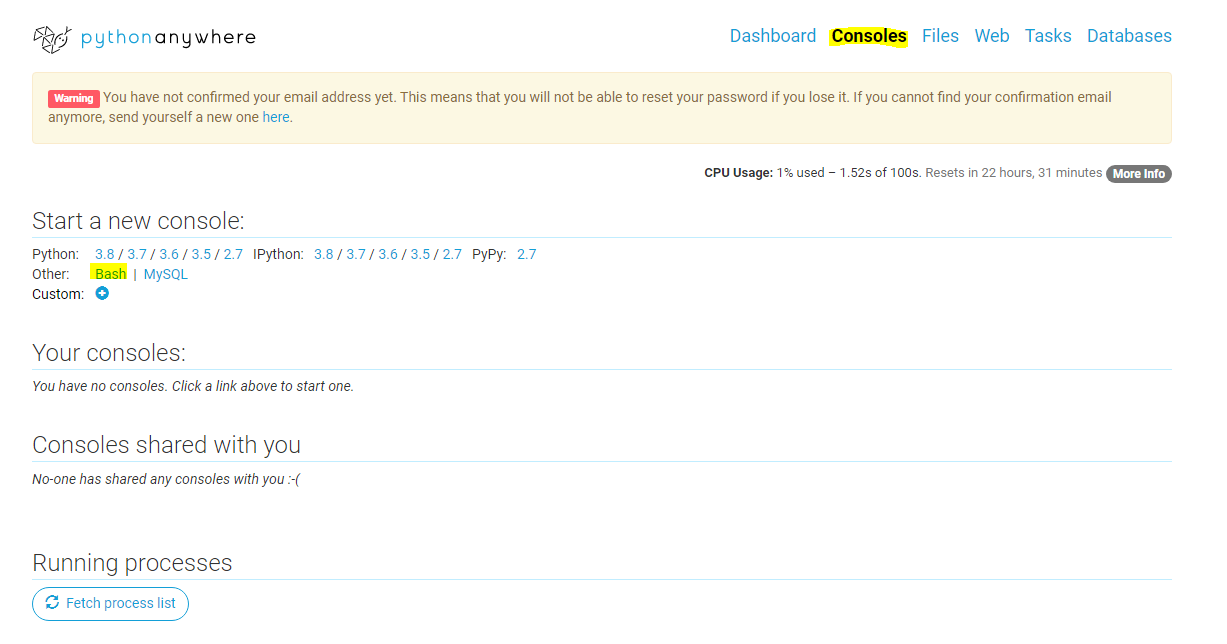 pythonanywhere
Dashboard Consoles Files Web Tasks Databases
Warning You have not confirmed your email address yet. This means that you will not be able to reset your password if you lose it. If you cannot find your confirmation email
anymore, send yourself a new one here.
CPU Usage: 1% used – 1.52s of 100s. Resets in 22 hours, 31 minutes More Info
Start a new console:
Python: 3.8 / 3.7 / 3.6 / 3.5 / 2.7 IPython: 3.8 / 3.7 / 3.6 / 3.5 / 2.7 PyPy: 2.7
Other: Bash | MySQL
Custom:
Your consoles:
You have no consoles. Click a link above to start one.
Consoles shared with you
No-one has shared any consoles with you :-(
Running processes
Fetch process list